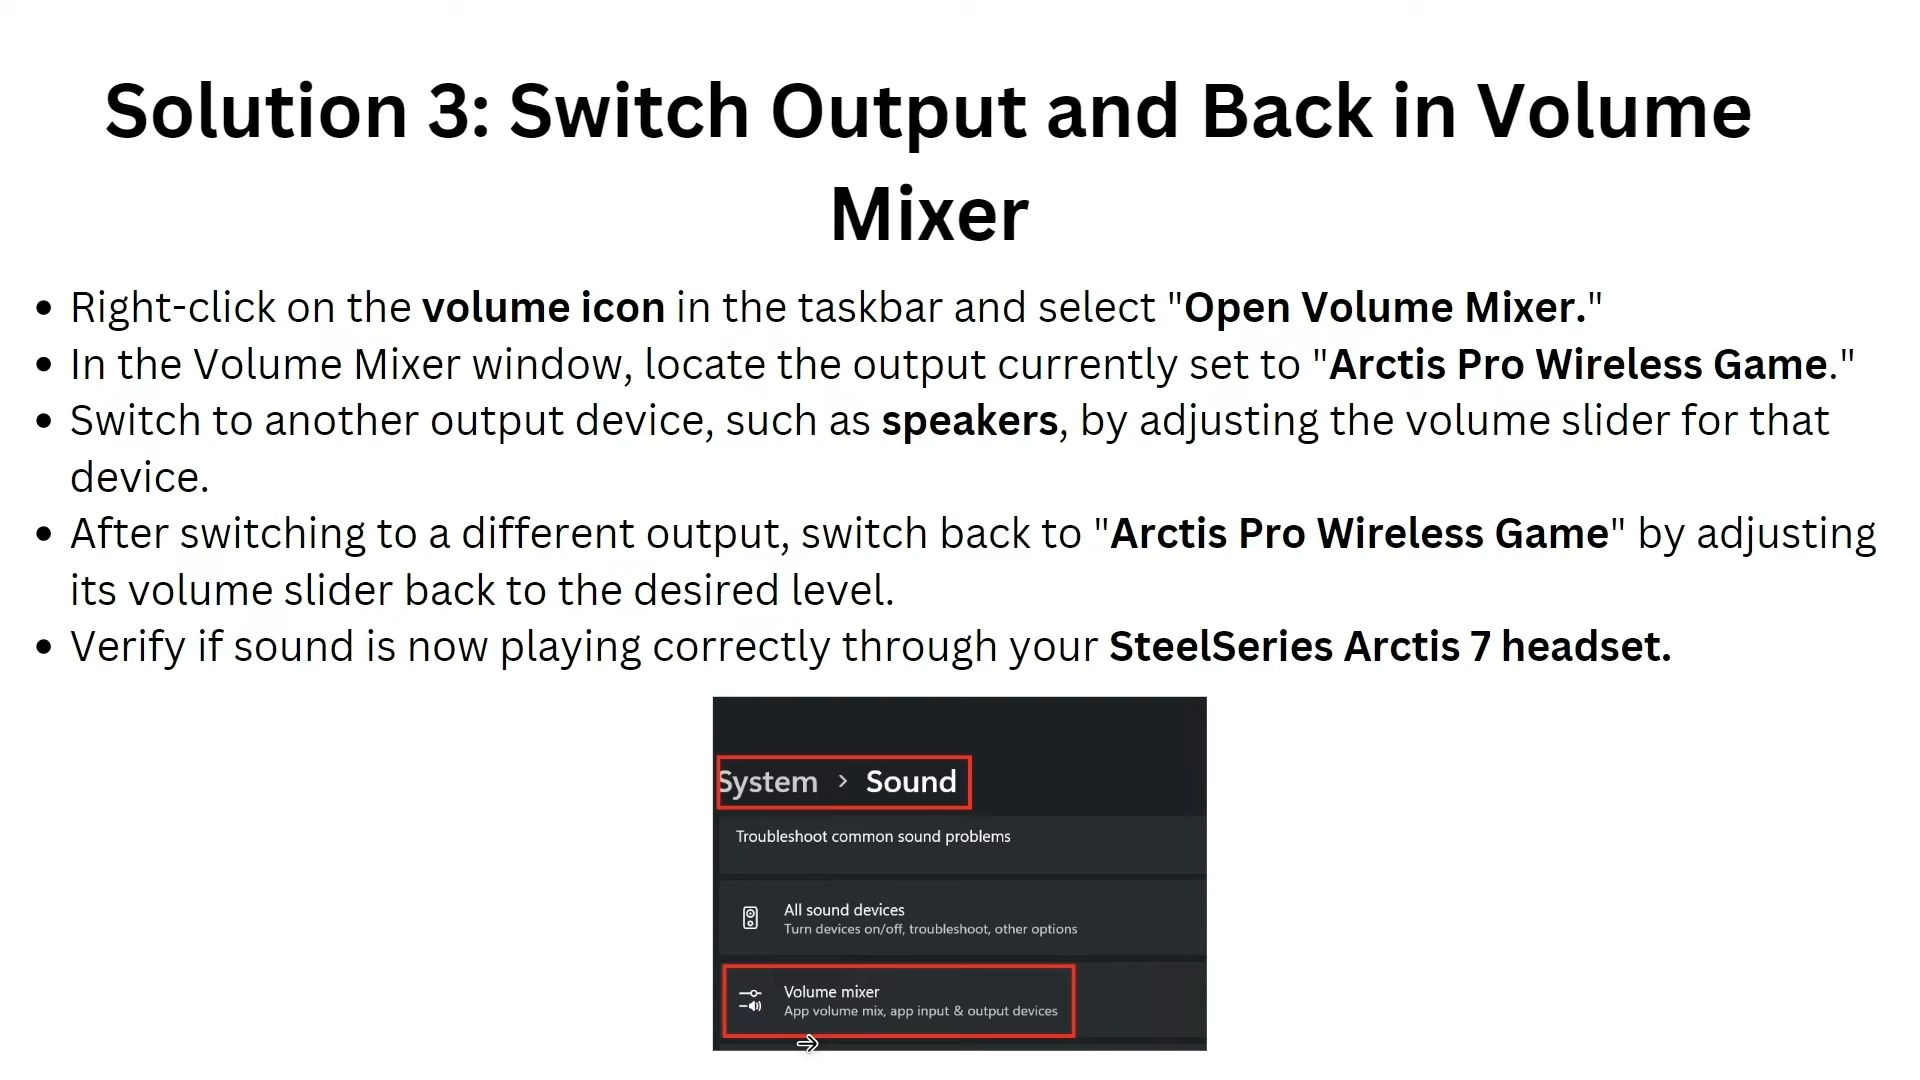 Solution 3: Switch Output and Back in Volume
Mixer
• Right-click on the volume icon in the taskbar and select "Open Volume Mixer."
• In the Volume Mixer window, locate the output currently set to "Arctis Pro Wireless Game."
• Switch to another output device, such as speakers, by adjusting the volume slider for that
device.
• After switching to a different output, switch back to "Arctis Pro Wireless Game" by adjusting
its volume slider back to the desired level.
• Verify if sound is now playing correctly through your SteelSeries Arctis 7 headset.
System › Sound
Troubleshoot common sound problems
All sound devices
Turn devices on/off, troubleshoot, other options
Volume mixer
App volume mix, app input & output devices